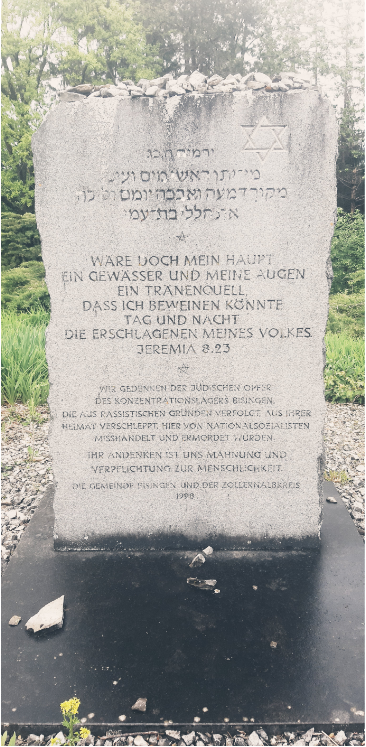 ירמיה ח כג
מי־יתן ראשי מים ועיני
מקור דמעה ואבכה יומם ולילה
את חללי בת־עמי
WÄRE DOCH MEIN HAUPT
EIN GEWÄSSER UND MEINE AUGEN
EIN TRÄNENQUELL,
DASS ICH BEWEINEN KÖNNTE
TAG UND NACHT
DIE ERSCHLAGENEN MEINES VOLKES.
JEREMIA 8.23
WIR GEDENKEN DER JÜDISCHEN OPFER
DES KONZENTRATIONSLAGERS BISINGEN,
DIE AUS RASSISTISCHEN GRÜNDEN VERFOLGT, AUS IHRER
HEIMAT VERSCHLEPPT, HIER VON NATIONALSOZIALISTEN
MISSHANDELT UND ERMORDET WURDEN.
IHR ANDENKEN IST UNS MAHNUNG UND
VERPFLICHTUNG ZUR MENSCHLICHKEIT.
DIE GEMEINDE BISINGEN UND DER ZOLLERNALBKREIS
1998